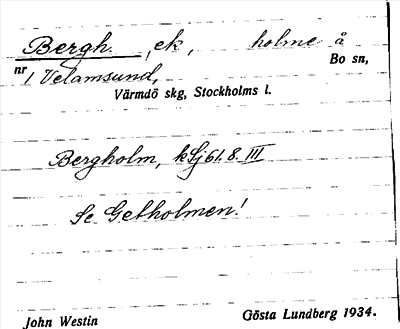 Bergh. , ek, holme å
Bo sn,
nr 1 Velamsund,
Värmdö skg, Stockholms l.
Bergholm, kSj 61.8.III
Se Getholmen!
John Westin Gösta Lundberg 1934.